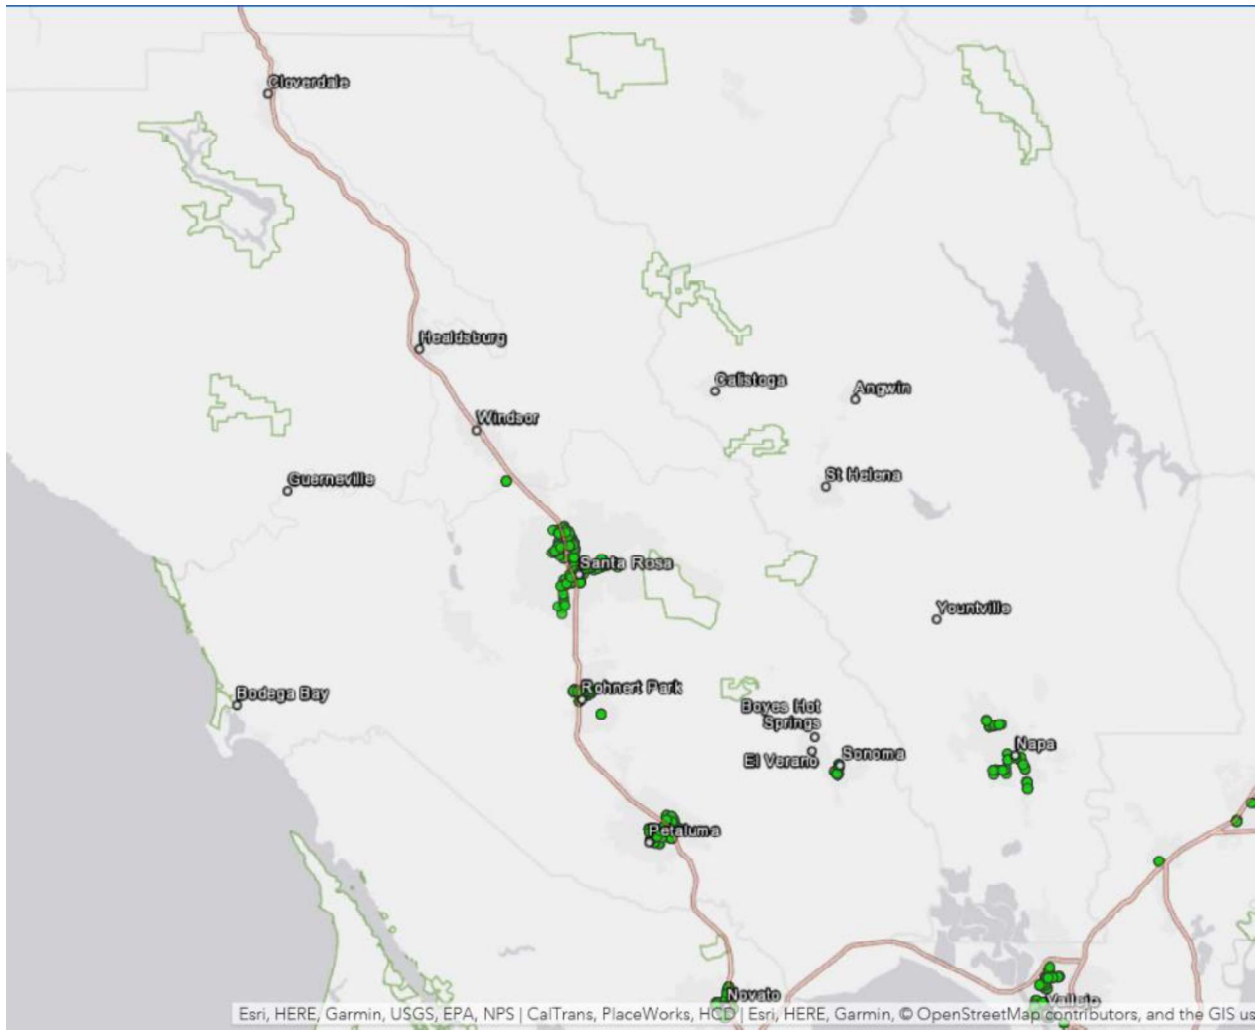 Cloverdale
Healdsburg
Calistoga
Angwin
Windsor
Guerneville
St Helena
Santa Rosa
Yountville
Bodega Bay
Rohnert Park
Boyes Hot
Springs
El Verano
Sonoma
Napa
Petaluma
Novato
Vallejo
Esri, HERE, Garmin, USGS, EPA, NPS | CalTrans, PlaceWorks, HCD | Esri, HERE, Garmin, © OpenStreetMap contributors, and the GIS u